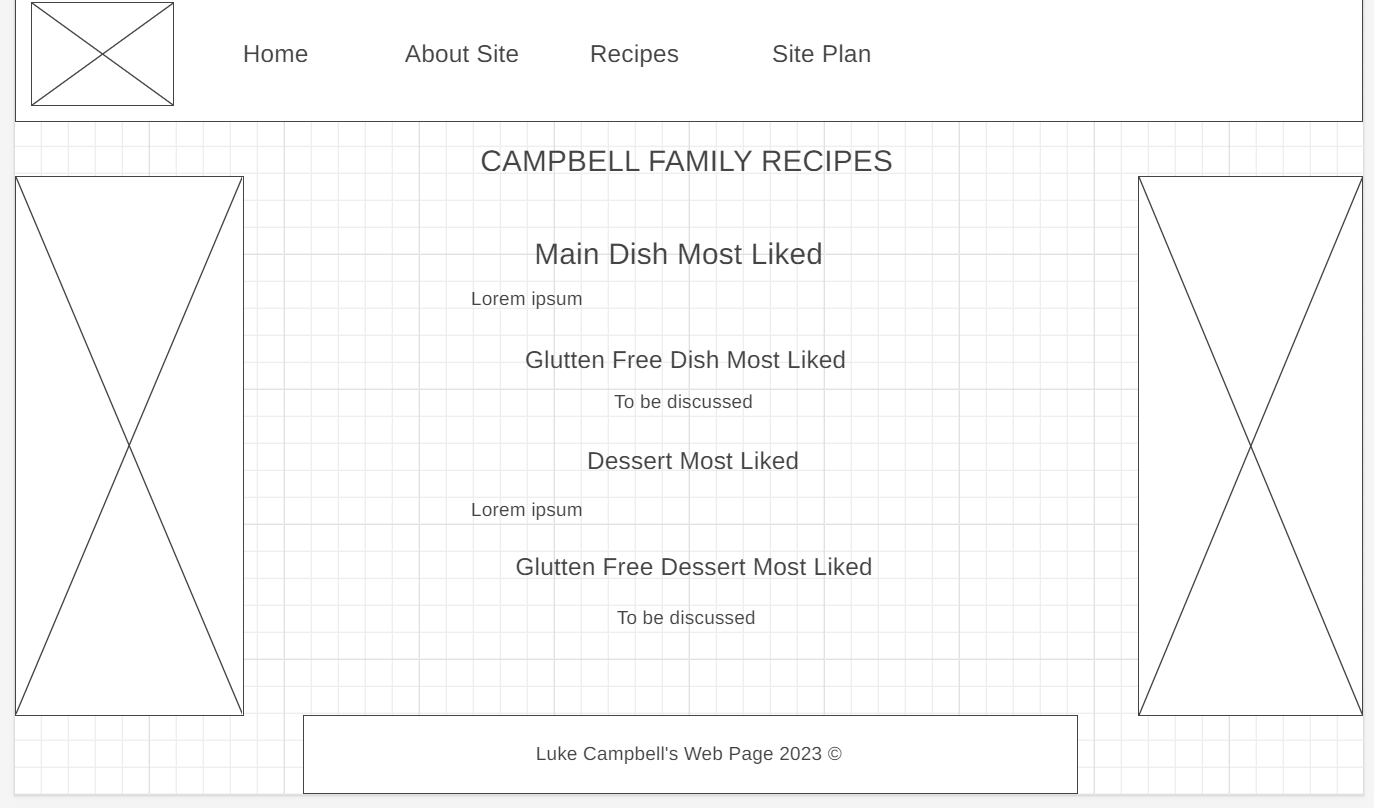 Home About Site Recipes Site Plan
CAMPBELL FAMILY RECIPES
Main Dish Most Liked
Lorem ipsum
Glutten Free Dish Most Liked
To be discussed
Dessert Most Liked
Lorem ipsum
Glutten Free Dessert Most Liked
To be discussed
Luke Campbell's Web Page 2023 ©